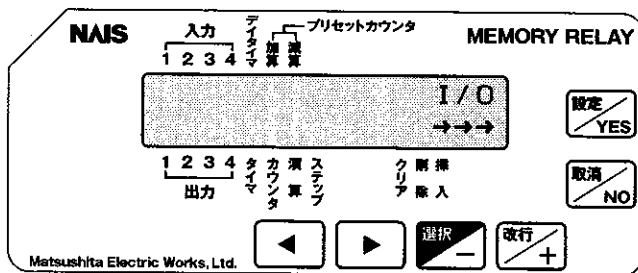 NAIS
入力
デイタイマ
加算
減算
プリセットカウンタ
MEMORY RELAY
1 2 3 4
I/O
→→→
設定
YES
1 2 3 4
出力
タイマ
カウンタ
演算
ステップ
クリア
削除
挿入
取消
NO
選択
−
改行
+
Matsushita Electric Works, Ltd.